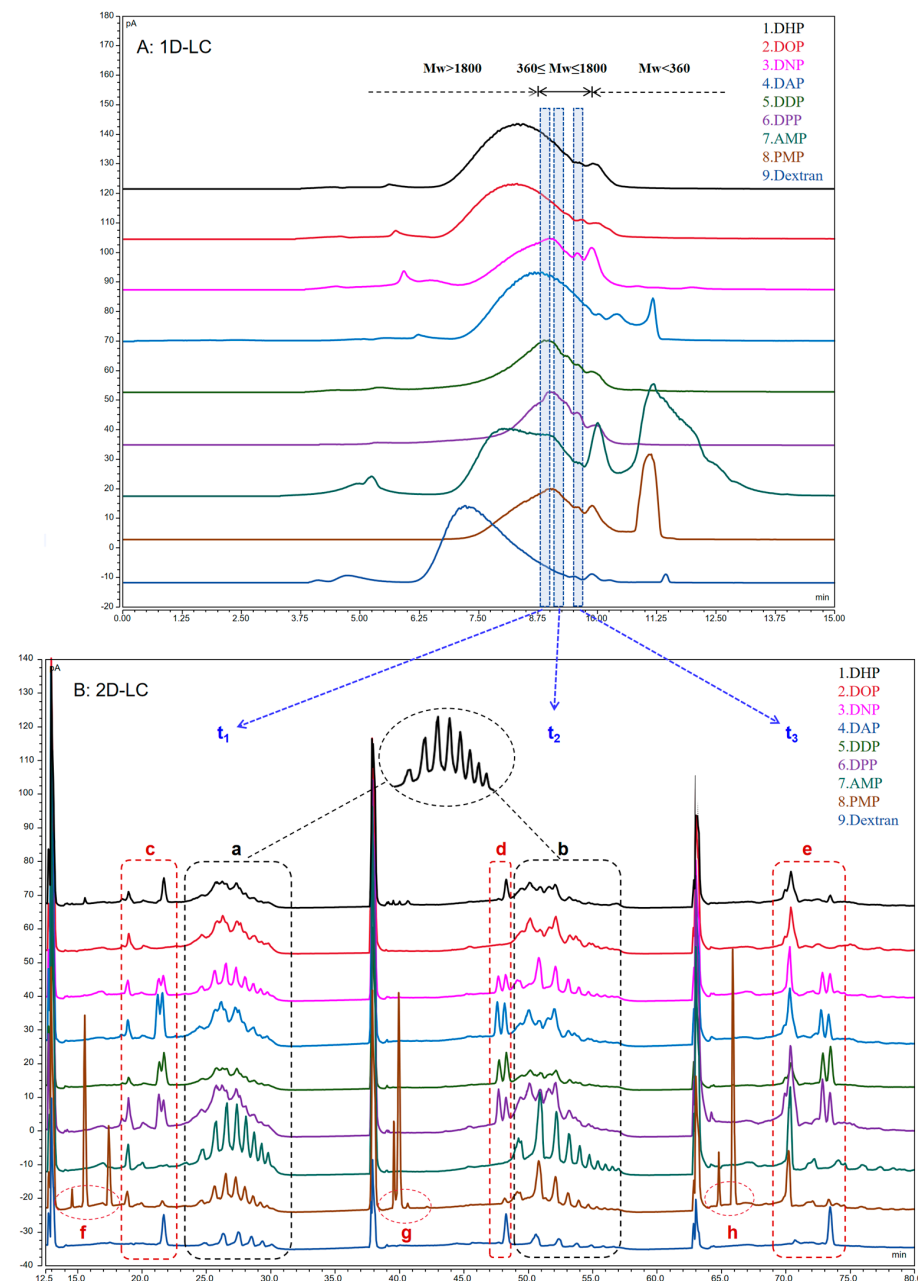 180
pA
A: 1D-LC
1.DHP
2.DOP
3.DNP
4.DAP
5.DDP
6.DPP
7.AMP
8.PMP
9.Dextran
Mw>1800 360≤ Mw≤1800 Mw<360
170
160
150
140
130
120
110
100
90
80
70
60
50
40
30
20
10
0
-10
-20
min
0.00 1.25 2.50 3.75 5.00 6.25 7.50 8.75 10.00 11.25 12.50 13.75 15.00
140
pA
B: 2D-LC
1.DHP
2.DOP
3.DNP
4.DAP
5.DDP
6.DPP
7.AMP
8.PMP
9.Dextran
t1 t2 t3
130
120
110
100
90
80
70
60
50
40
30
20
10
0
-10
-20
-30
-40
c a d b e
f g h
min
12.5 15.0 20.0 25.0 30.0 35.0 40.0 45.0 50.0 55.0 60.0 65.0 70.0 75.0 80.0